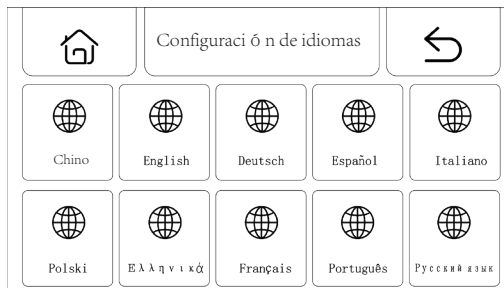 Configuraci ó n de idiomas
Chino
English
Deutsch
Español
Italiano
Polski
Ελληνικά
Français
Português
Русский язык